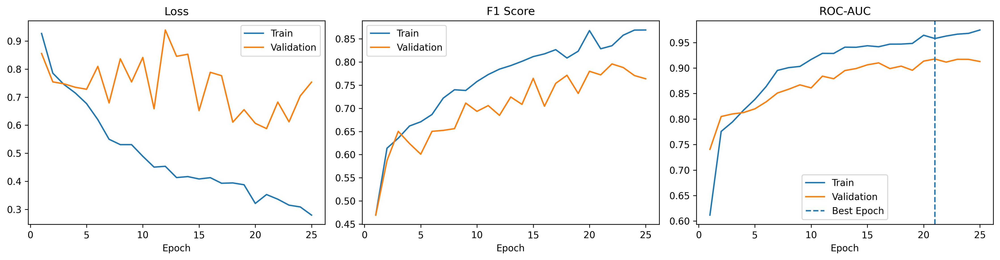 Loss
0.9
0.8
0.7
0.6
0.5
0.4
0.3
0 5 10 15 20 25
Epoch
Train
Validation
F1 Score
0.85
0.80
0.75
0.70
0.65
0.60
0.55
0.50
0.45
0 5 10 15 20 25
Epoch
Train
Validation
ROC-AUC
0.95
0.90
0.85
0.80
0.75
0.70
0.65
0.60
0 5 10 15 20 25
Epoch
Train
Validation
Best Epoch